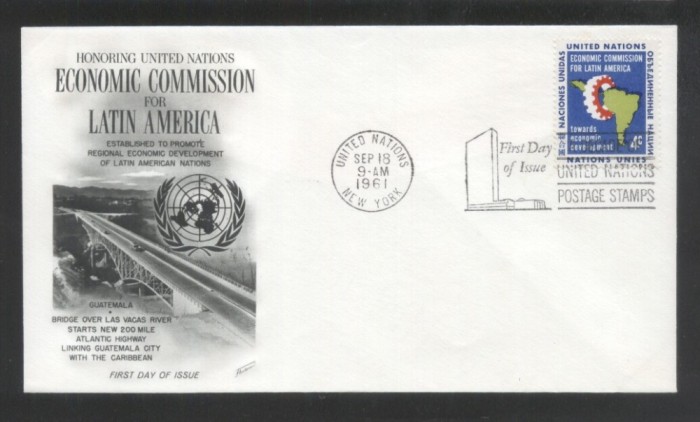 HONORING UNITED NATIONS
ECONOMIC COMMISSION
FOR
LATIN AMERICA
ESTABLISHED TO PROMOTE
REGIONAL ECONOMIC DEVELOPMENT
OF LATIN AMERICAN NATIONS
GUATEMALA
BRIDGE OVER LAS VACAS RIVER
STARTS NEW 200 MILE
ATLANTIC HIGHWAY
LINKING GUATEMALA CITY
WITH THE CARIBBEAN
FIRST DAY OF ISSUE
UNITED NATIONS
SEP 18
9-AM
1961
NEW YORK
First Day
of Issue
UNITED NATIONS
POSTAGE STAMPS
UNITED NATIONS
NACIONES UNIDAS
ОБЪЕДИНЕННЫЕ НАЦИИ
ECONOMIC COMMISSION
FOR LATIN AMERICA
towards
economic
development
4¢
NATIONS UNIES